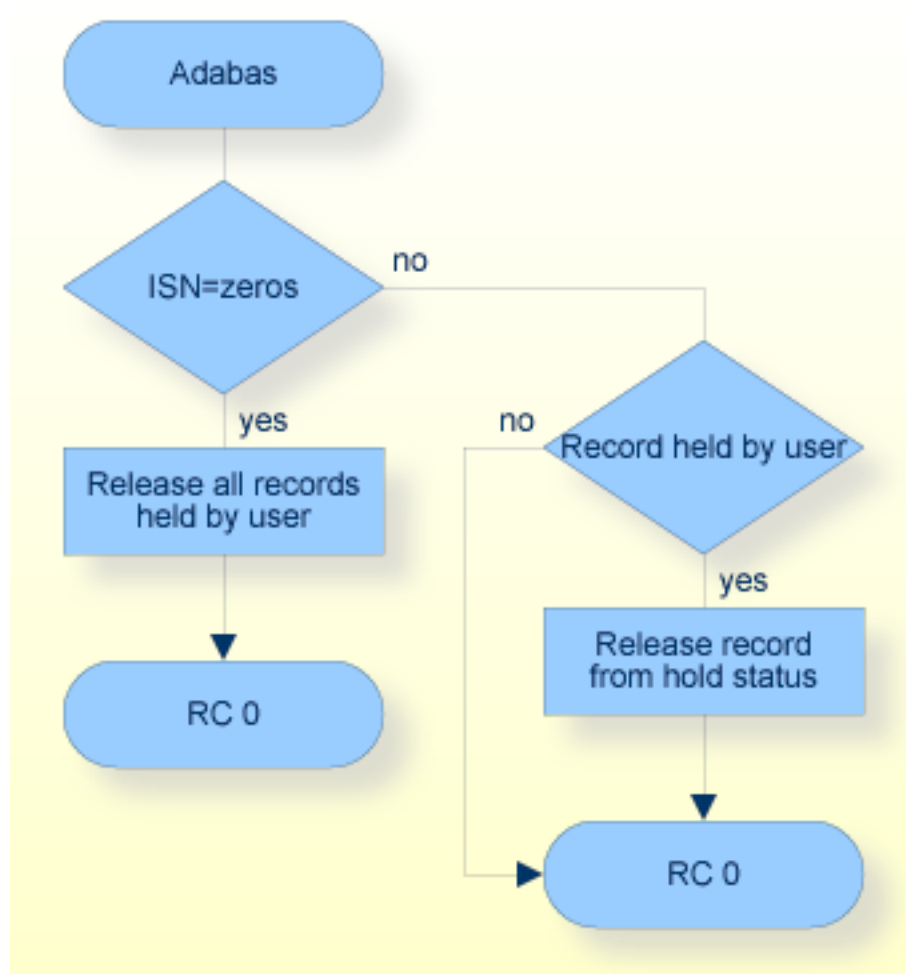 Adabas
ISN=zeros
no
yes
Release all records
held by user
RC 0
no
Record held by user
yes
Release record
from hold status
RC 0